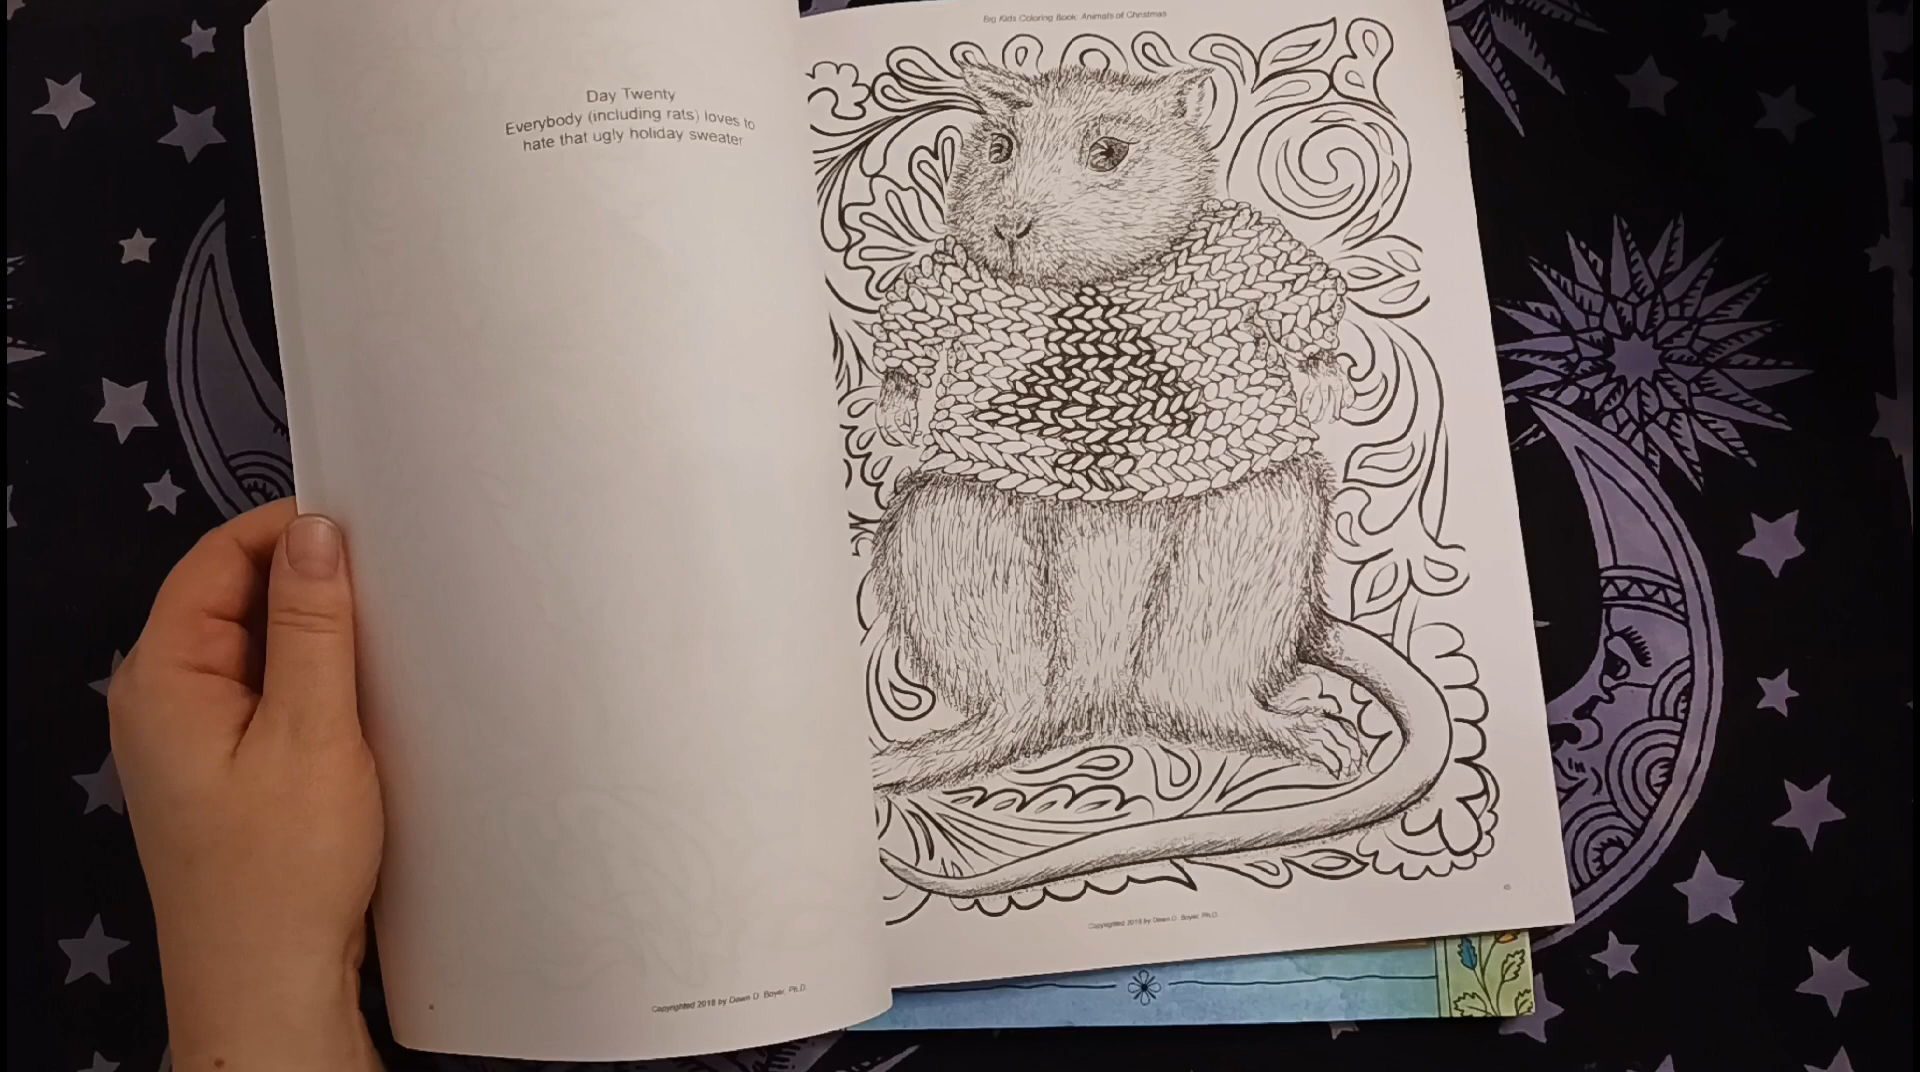 Day Twenty
Everybody (including rats) loves to
hate that ugly holiday sweater
Copyrighted 2018 by Dawn D. Boyer, Ph.D.
Big Kids Coloring Book: Animals of Christmas
Copyrighted 2018 by Dawn D. Boyer, Ph.D.